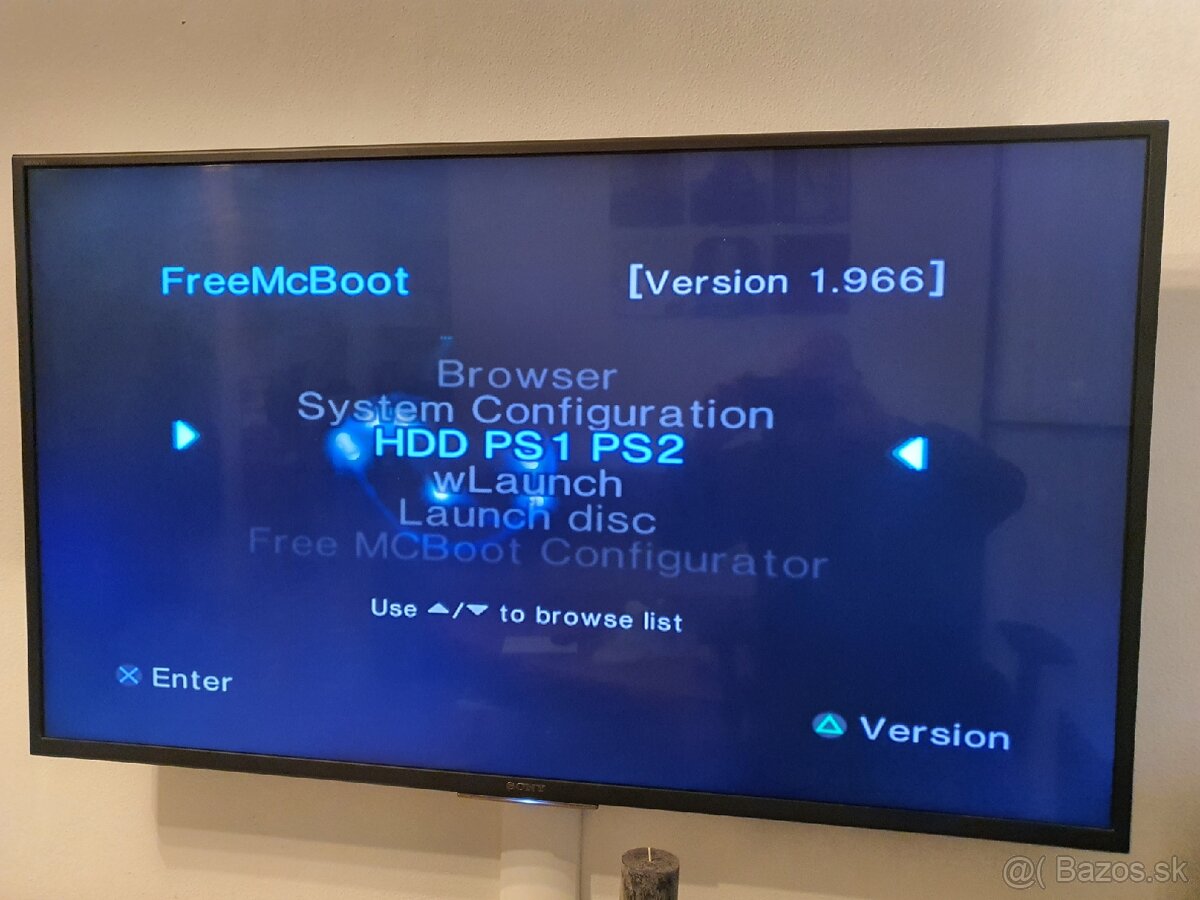 FreeMcBoot [Version 1.966]
Browser
System Configuration
HDD PS1 PS2
wLaunch
Launch disc
Free MCBoot Configurator
Use ▲/▼ to browse list
Enter
Version
SONY
@( Bazos.sk